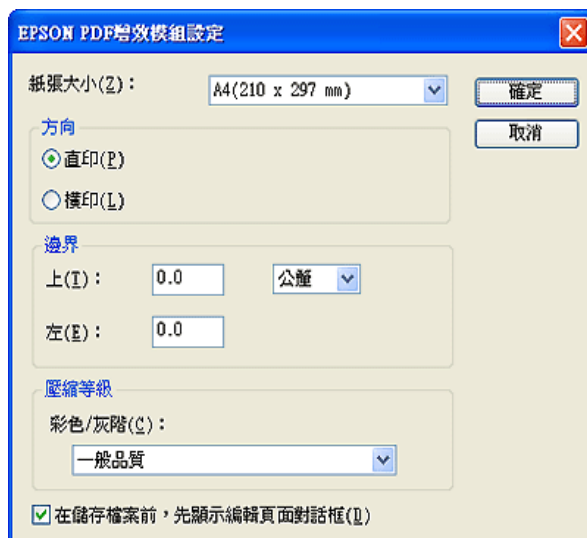 EPSON PDF增效模組設定
紙張大小(Z)： A4(210 x 297 mm) 確定
方向 取消
直印(P)
橫印(L)
邊界
上(T)： 0.0 公釐
左(E)： 0.0
壓縮等級
彩色/灰階(C)：
一般品質
在儲存檔案前，先顯示編輯頁面對話框(D)